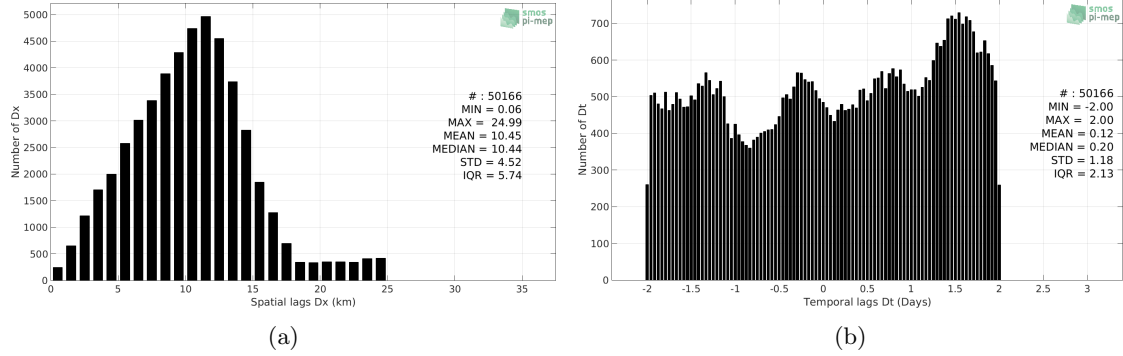 smos
pi-mep
5000
4500
4000
3500
3000
2500
2000
1500
1000
500
0
Number of Dx
# : 50166
MIN = 0.06
MAX = 24.99
MEAN = 10.45
MEDIAN = 10.44
STD = 4.52
IQR = 5.74
0 5 10 15 20 25 30 35
Spatial lags Dx (km)
(a)
smos
pi-mep
700
600
500
400
300
200
100
0
Number of Dt
# : 50166
MIN = -2.00
MAX = 2.00
MEAN = 0.12
MEDIAN = 0.20
STD = 1.18
IQR = 2.13
-2 -1.5 -1 -0.5 0 0.5 1 1.5 2 2.5 3
Temporal lags Dt (Days)
(b)